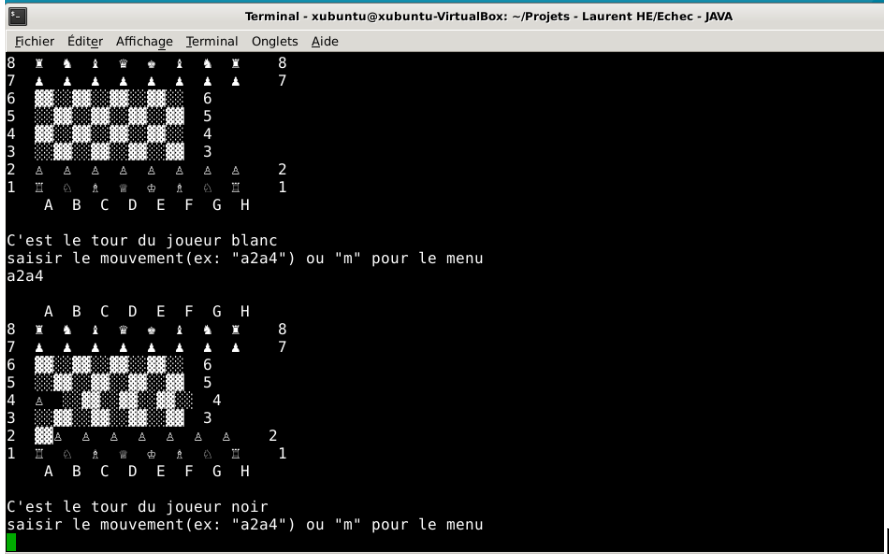 Terminal - xubuntu@xubuntu-VirtualBox: ~/Projets - Laurent HE/Echec - JAVA
Fichier Éditer Affichage Terminal Onglets Aide
8 ♜ ♞ ♝ ♛ ♚ ♝ ♞ ♜ 8
7 ♟ ♟ ♟ ♟ ♟ ♟ ♟ ♟ 7
6 ▓▓░░▓▓░░▓▓░░▓▓░░ 6
5 ░░▓▓░░▓▓░░▓▓░░▓▓ 5
4 ▓▓░░▓▓░░▓▓░░▓▓░░ 4
3 ░░▓▓░░▓▓░░▓▓░░▓▓ 3
2 ♙ ♙ ♙ ♙ ♙ ♙ ♙ ♙ 2
1 ♖ ♘ ♗ ♕ ♔ ♗ ♘ ♖ 1
A B C D E F G H
C'est le tour du joueur blanc
saisir le mouvement(ex: "a2a4") ou "m" pour le menu
a2a4
A B C D E F G H
8 ♜ ♞ ♝ ♛ ♚ ♝ ♞ ♜ 8
7 ♟ ♟ ♟ ♟ ♟ ♟ ♟ ♟ 7
6 ▓▓░░▓▓░░▓▓░░▓▓░░ 6
5 ░░▓▓░░▓▓░░▓▓░░▓▓ 5
4 ♙ ░░▓▓░░▓▓░░▓▓░░ 4
3 ░░▓▓░░▓▓░░▓▓░░▓▓ 3
2 ▓▓♙ ♙ ♙ ♙ ♙ ♙ ♙ 2
1 ♖ ♘ ♗ ♕ ♔ ♗ ♘ ♖ 1
A B C D E F G H
C'est le tour du joueur noir
saisir le mouvement(ex: "a2a4") ou "m" pour le menu